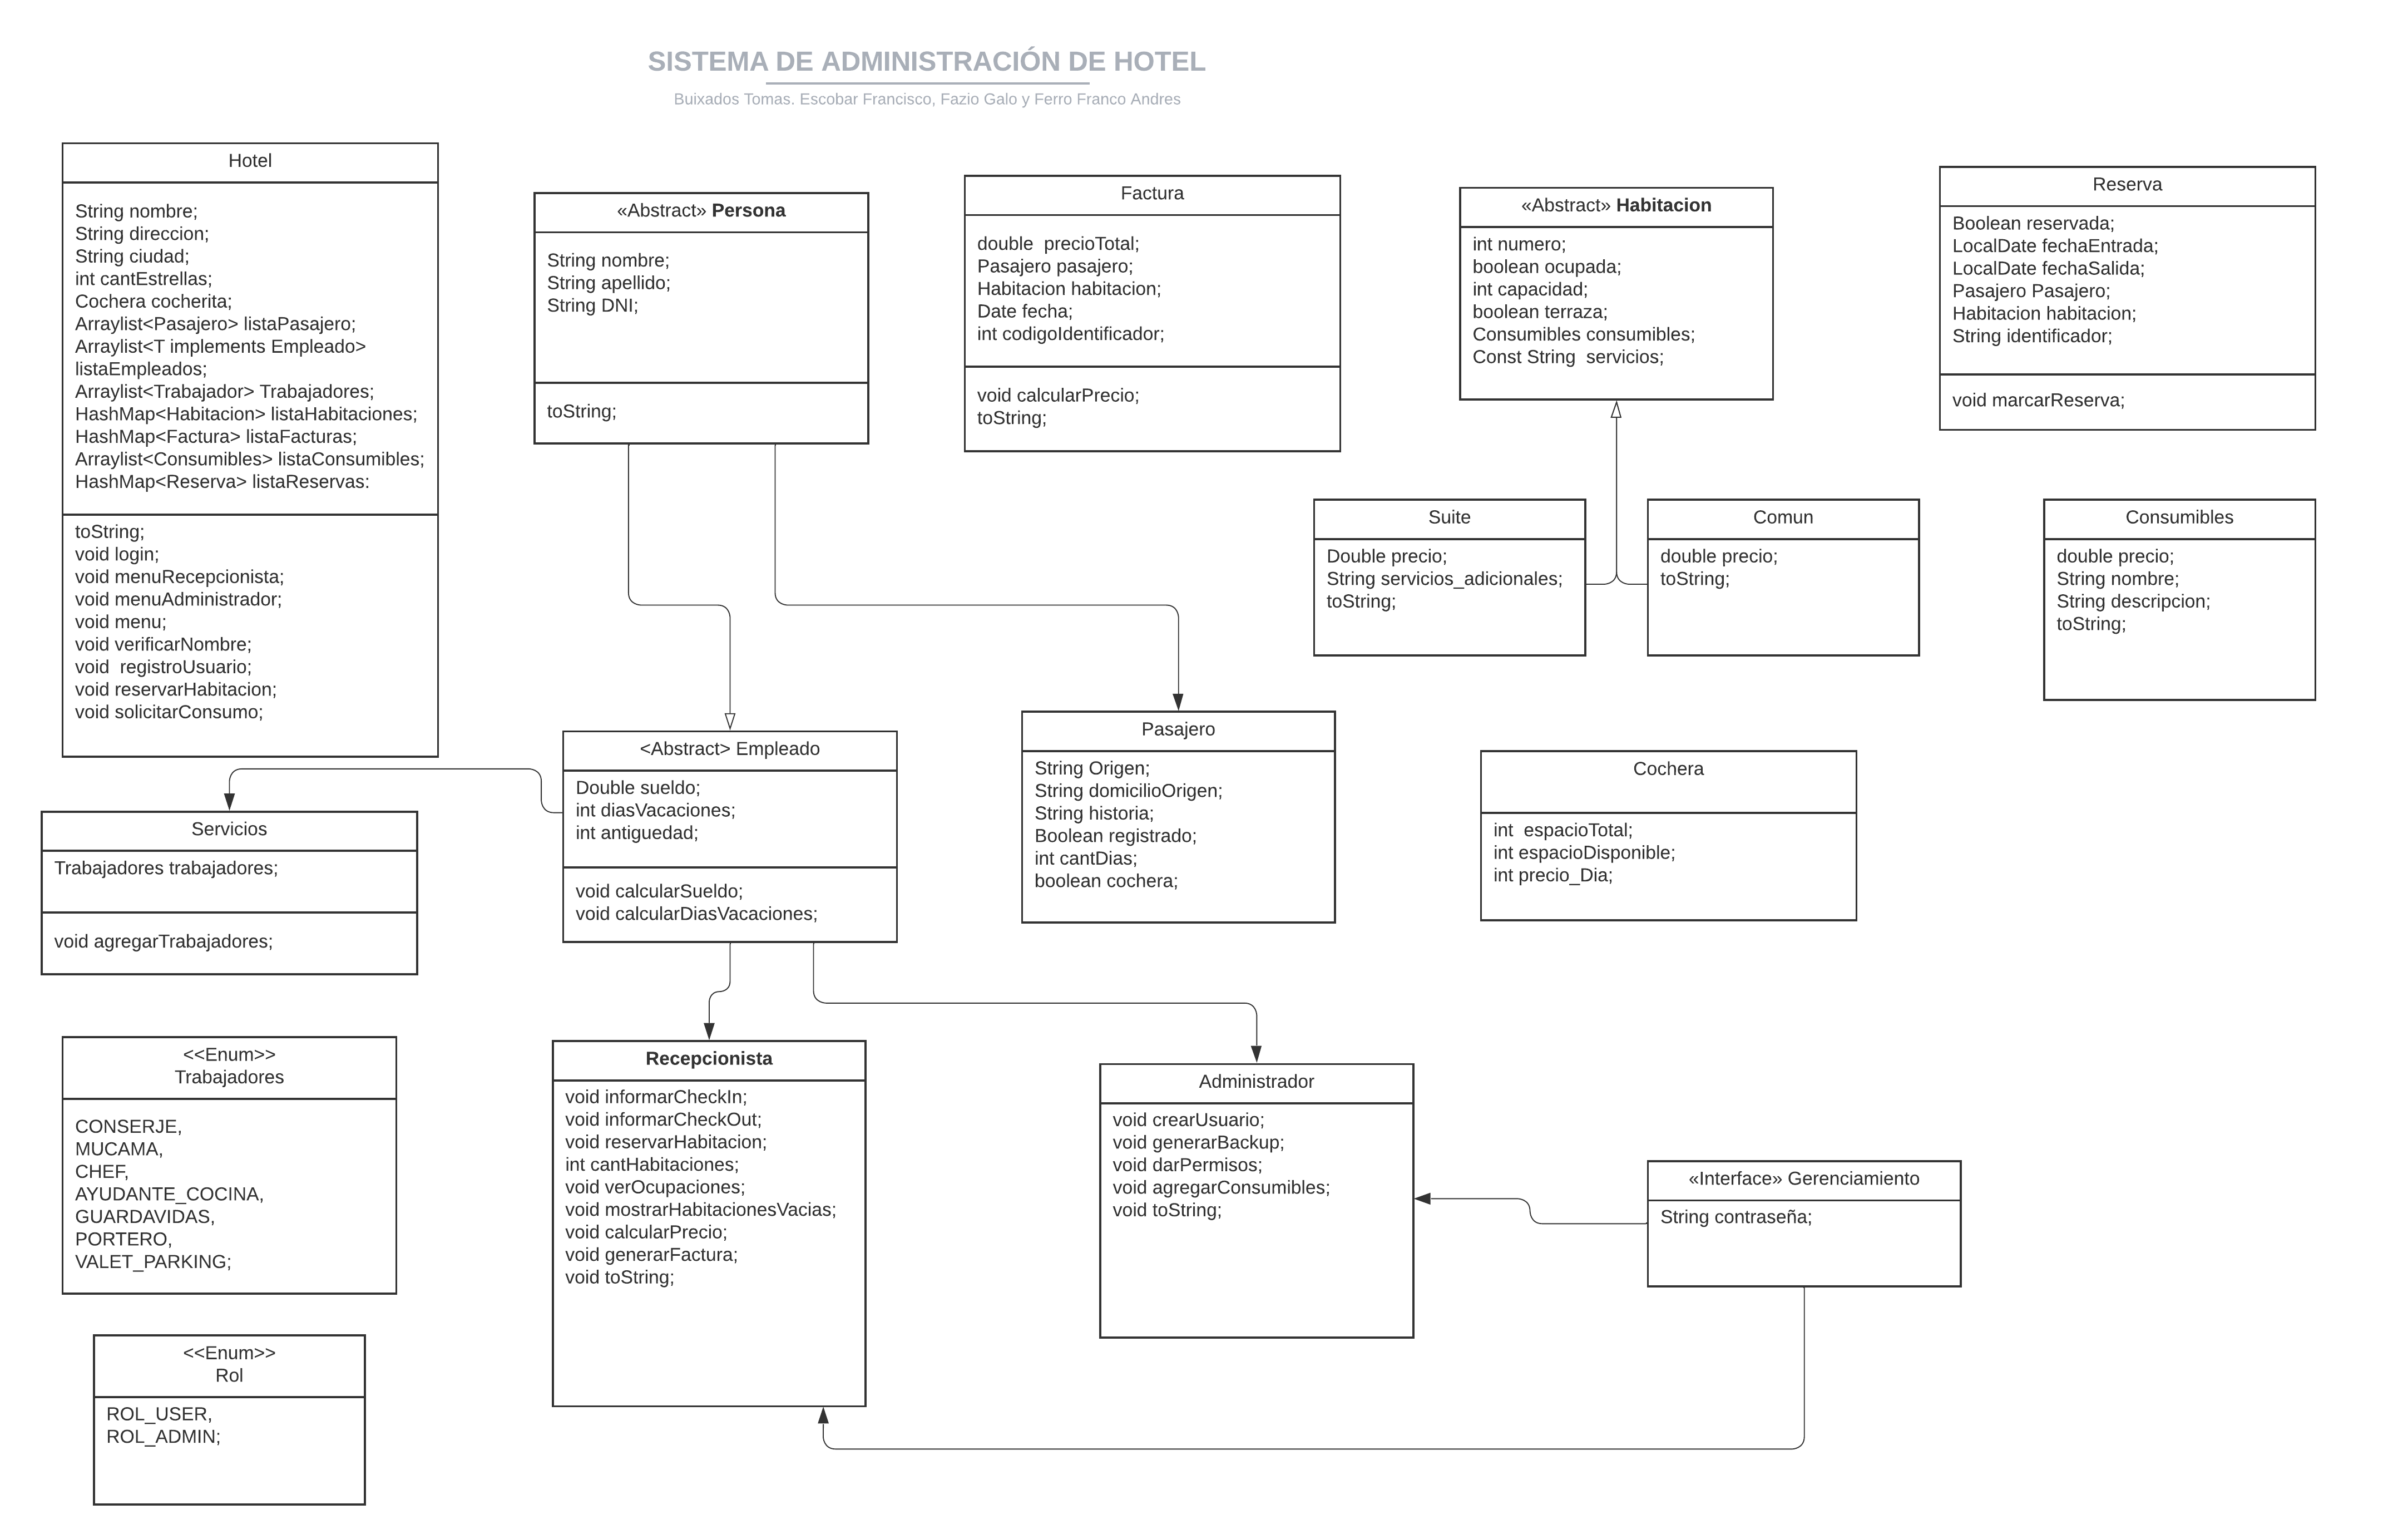 SISTEMA DE ADMINISTRACIÓN DE HOTEL
Buixados Tomas. Escobar Francisco, Fazio Galo y Ferro Franco Andres
Hotel
String nombre;
String direccion;
String ciudad;
int cantEstrellas;
Cochera cocherita;
Arraylist<Pasajero> listaPasajero;
Arraylist<T implements Empleado>
listaEmpleados;
Arraylist<Trabajador> Trabajadores;
HashMap<Habitacion> listaHabitaciones;
HashMap<Factura> listaFacturas;
Arraylist<Consumibles> listaConsumibles;
HashMap<Reserva> listaReservas:
toString;
void login;
void menuRecepcionista;
void menuAdministrador;
void menu;
void verificarNombre;
void  registroUsuario;
void reservarHabitacion;
void solicitarConsumo;
«Abstract» Persona
String nombre;
String apellido;
String DNI;
toString;
Factura
double  precioTotal;
Pasajero pasajero;
Habitacion habitacion;
Date fecha;
int codigoIdentificador;
void calcularPrecio;
toString;
«Abstract» Habitacion
int numero;
boolean ocupada;
int capacidad;
boolean terraza;
Consumibles consumibles;
Const String  servicios;
Reserva
Boolean reservada;
LocalDate fechaEntrada;
LocalDate fechaSalida;
Pasajero Pasajero;
Habitacion habitacion;
String identificador;
void marcarReserva;
Suite
Double precio;
String servicios_adicionales;
toString;
Comun
double precio;
toString;
Consumibles
double precio;
String nombre;
String descripcion;
toString;
<Abstract> Empleado
Double sueldo;
int diasVacaciones;
int antiguedad;
void calcularSueldo;
void calcularDiasVacaciones;
Pasajero
String Origen;
String domicilioOrigen;
String historia;
Boolean registrado;
int cantDias;
boolean cochera;
Cochera
int  espacioTotal;
int espacioDisponible;
int precio_Dia;
Servicios
Trabajadores trabajadores;
void agregarTrabajadores;
<<Enum>>
Trabajadores
CONSERJE,
MUCAMA,
CHEF,
AYUDANTE_COCINA,
GUARDAVIDAS,
PORTERO,
VALET_PARKING;
Recepcionista
void informarCheckIn;
void informarCheckOut;
void reservarHabitacion;
int cantHabitaciones;
void verOcupaciones;
void mostrarHabitacionesVacias;
void calcularPrecio;
void generarFactura;
void toString;
Administrador
void crearUsuario;
void generarBackup;
void darPermisos;
void agregarConsumibles;
void toString;
«Interface» Gerenciamiento
String contraseña;
<<Enum>>
Rol
ROL_USER,
ROL_ADMIN;